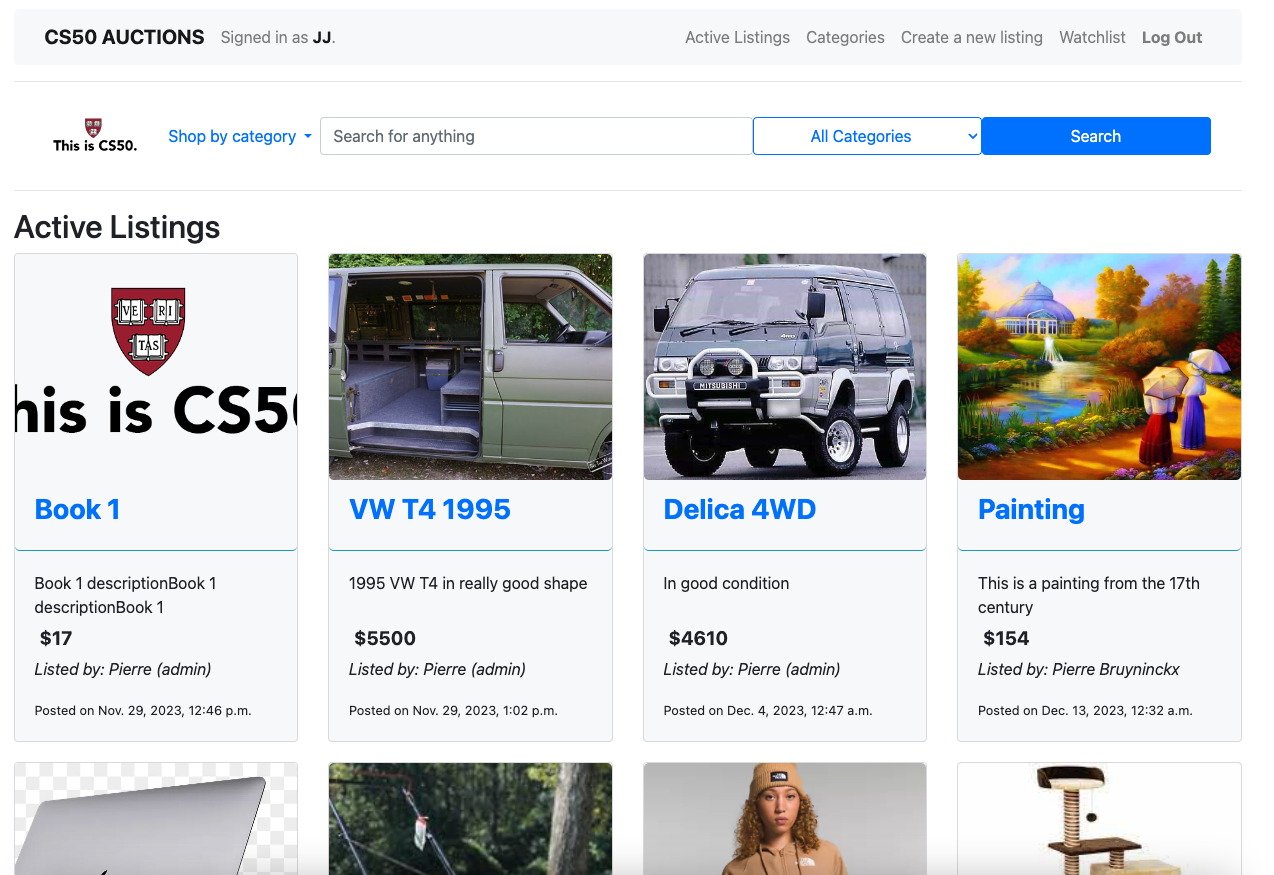 CS50 AUCTIONS Signed in as JJ. Active Listings Categories Create a new listing Watchlist Log Out
This is CS50. Shop by category Search for anything All Categories Search
Active Listings
VE RI
TAS
his is CS50
MITSUBISHI
Book 1 VW T4 1995 Delica 4WD Painting
Book 1 descriptionBook 1 1995 VW T4 in really good shape In good condition This is a painting from the 17th
descriptionBook 1 century
$17 $5500 $4610 $154
Listed by: Pierre (admin) Listed by: Pierre (admin) Listed by: Pierre (admin) Listed by: Pierre Bruyninckx
Posted on Nov. 29, 2023, 12:46 p.m. Posted on Nov. 29, 2023, 1:02 p.m. Posted on Dec. 4, 2023, 12:47 a.m. Posted on Dec. 13, 2023, 12:32 a.m.